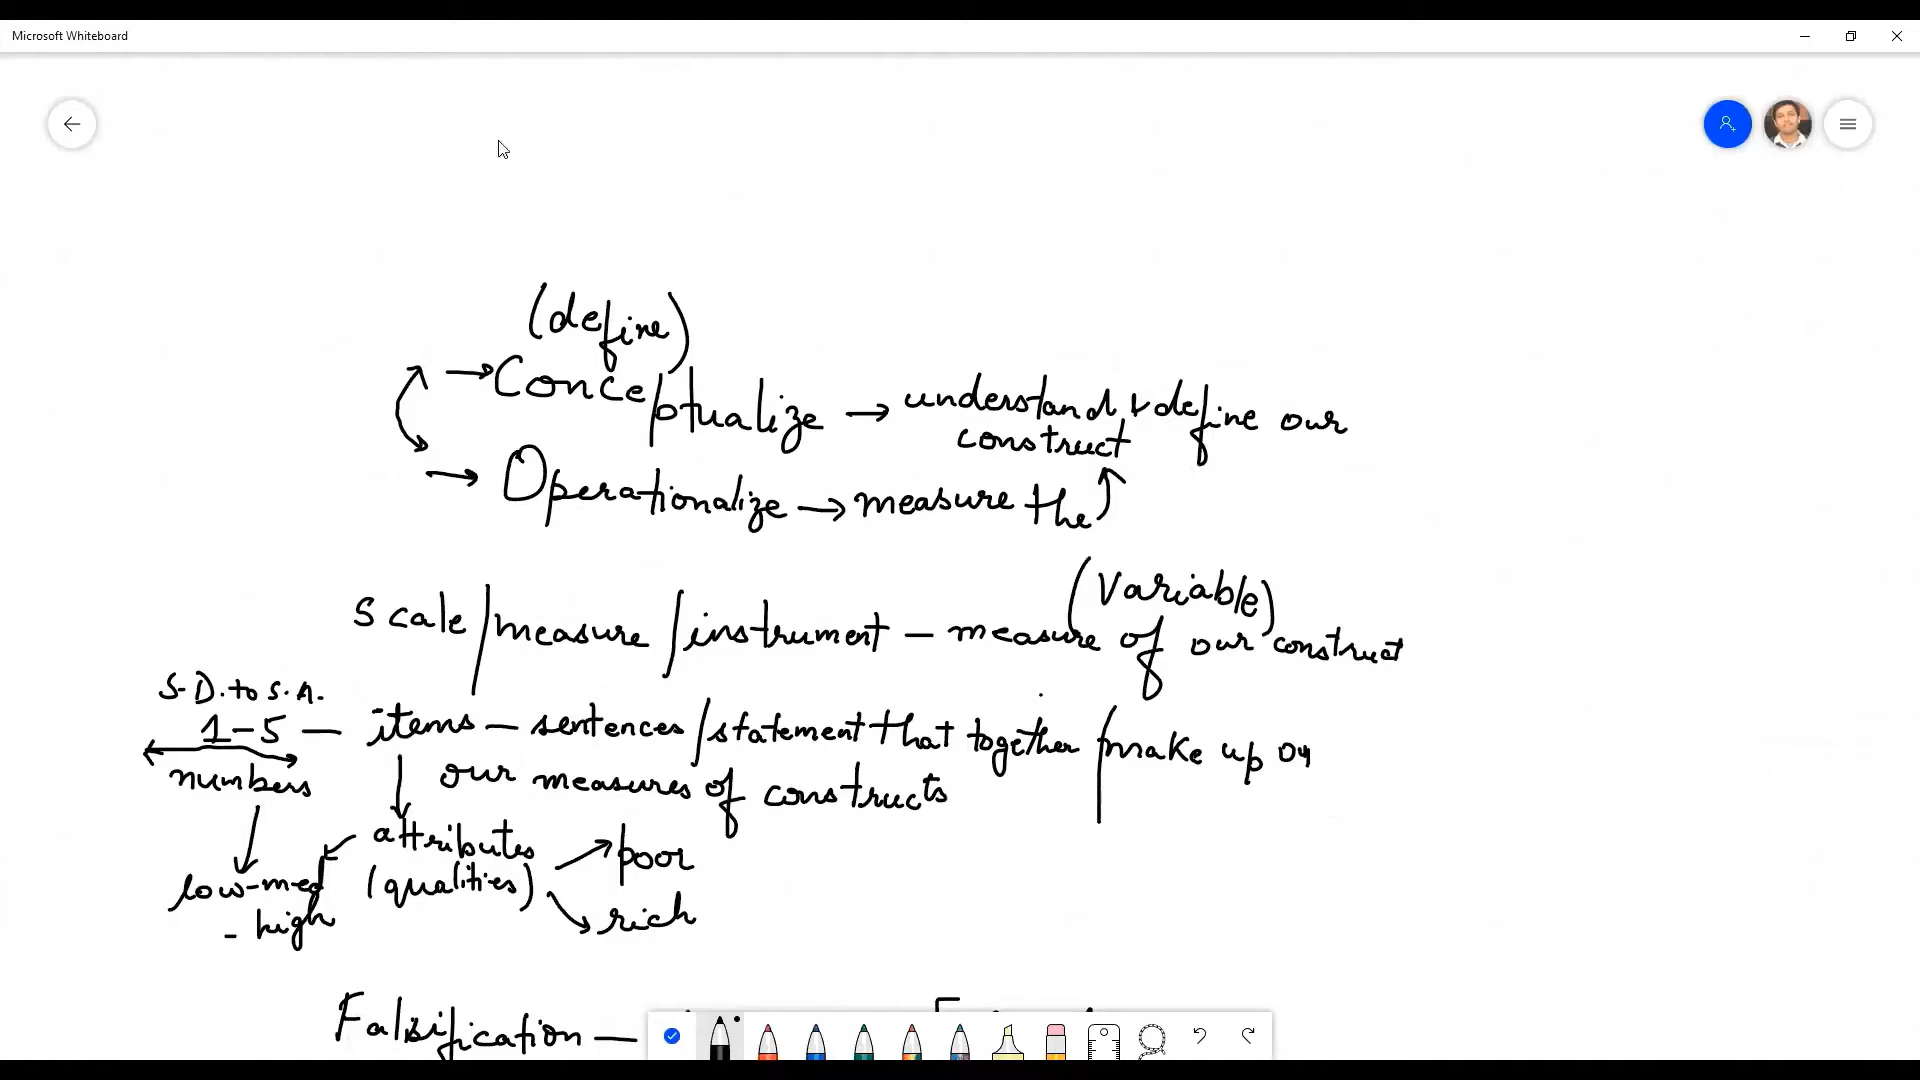 Microsoft Whiteboard
(define)
→ Conceptualize → understand & define our
construct
→ Operationalize → measure the
(Variable)
Scale/measure/instrument – measure of our construct
S.D. to S.A.
1–5 – items – sentences/statement that together/make up ou
numbers
our measures of constructs
attributes
(qualities)
poor
rich
low-med
- high
Falsification –